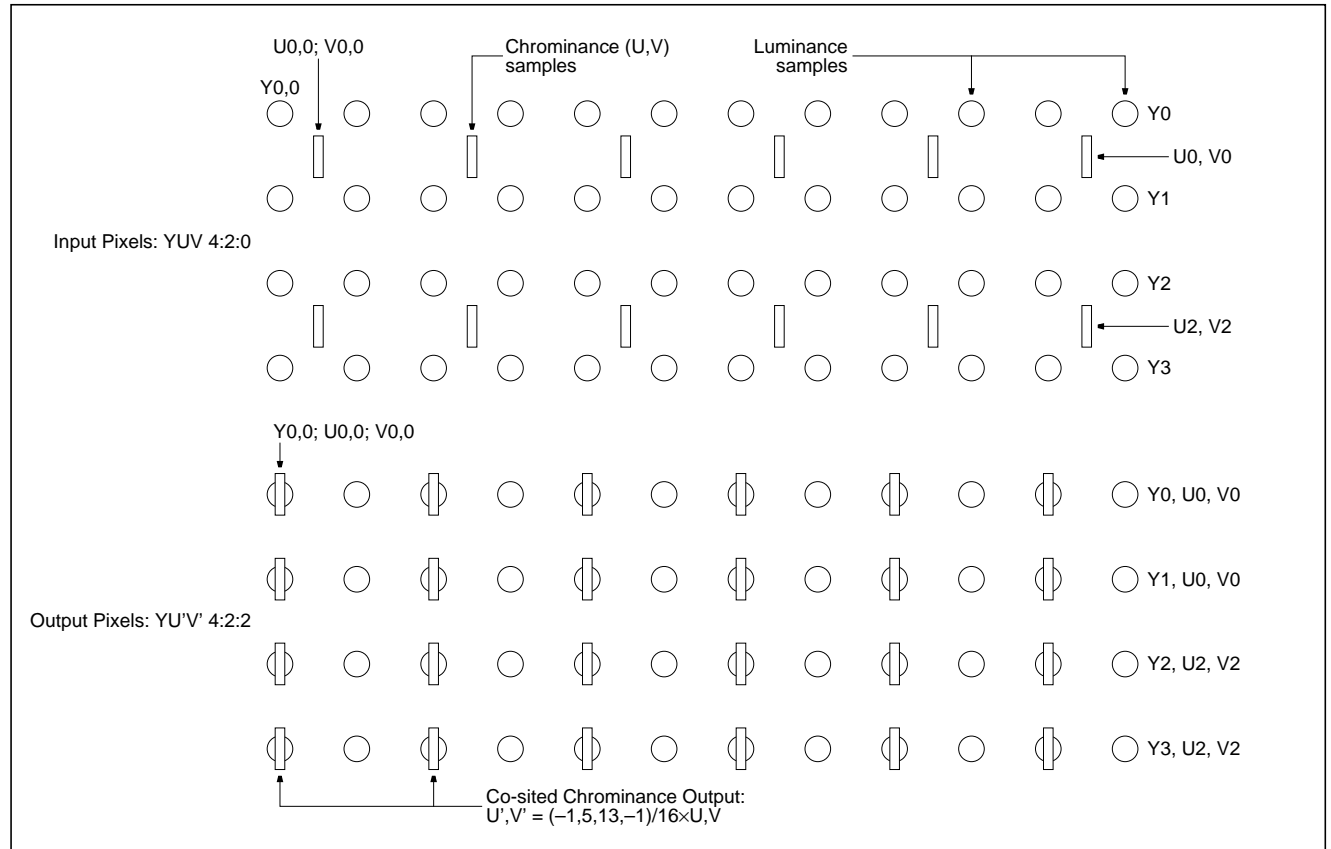 U0,0; V0,0
Chrominance (U,V)
samples
Luminance
samples
Y0,0
Y0
U0, V0
Y1
Input Pixels: YUV 4:2:0
Y2
U2, V2
Y3
Y0,0; U0,0; V0,0
Y0, U0, V0
Y1, U0, V0
Output Pixels: YU'V' 4:2:2
Y2, U2, V2
Y3, U2, V2
Co-sited Chrominance Output:
U',V' = (–1,5,13,–1)/16×U,V